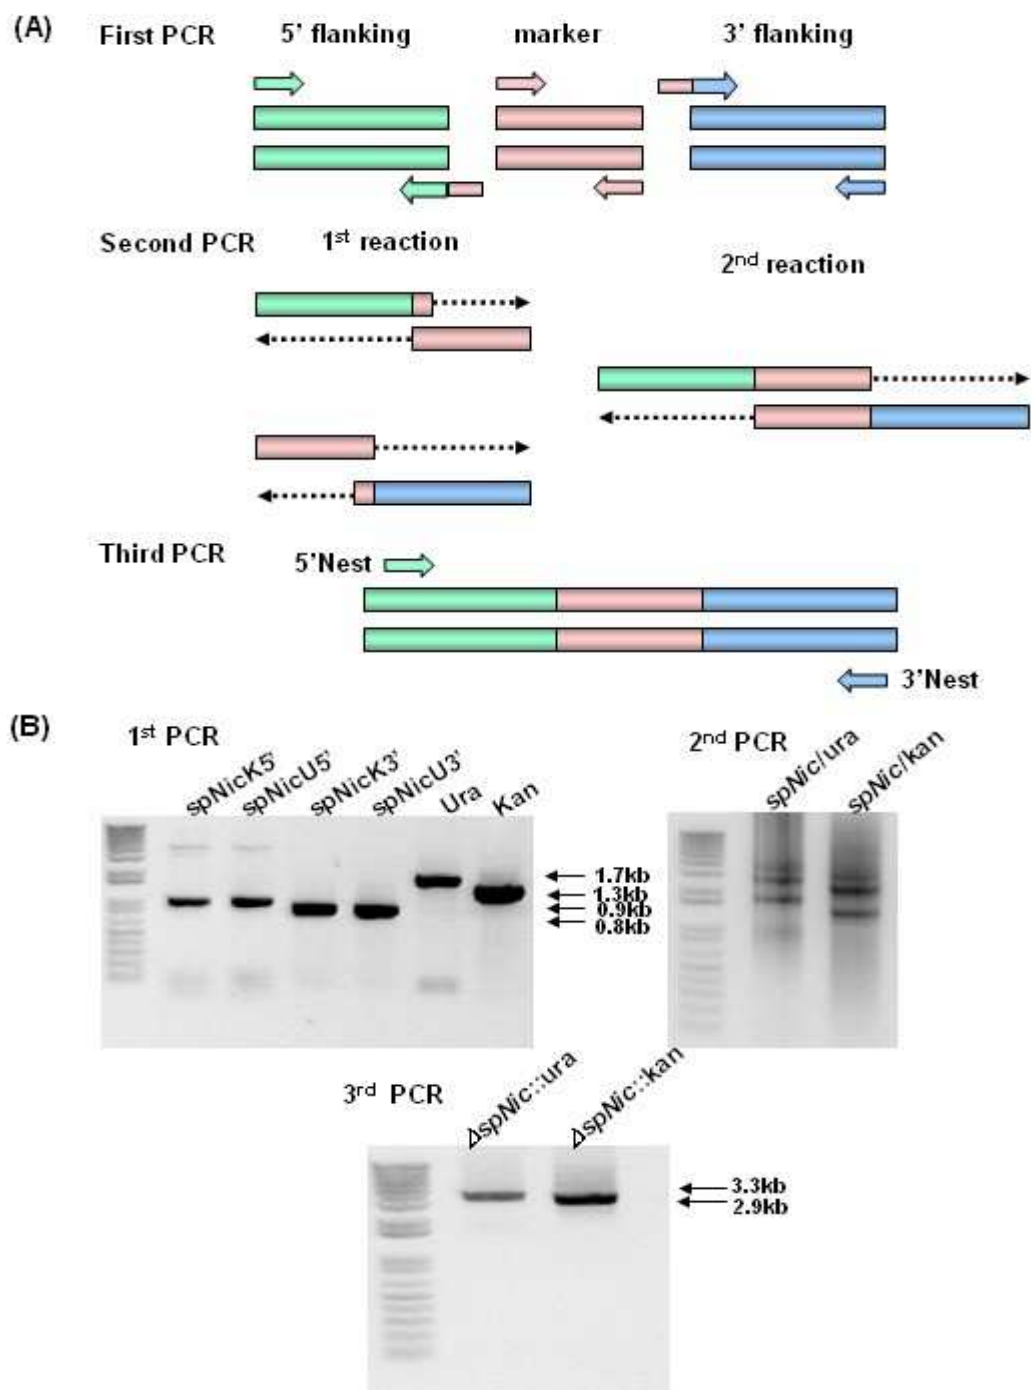 (A)
First PCR
5' flanking
marker
3' flanking
Second PCR
1st reaction
2nd reaction
Third PCR
5'Nest
3'Nest
(B)
1st PCR
spNicK5'
spNicU5'
spNicK3'
spNicU3'
Ura
Kan
1.7kb
1.3kb
0.9kb
0.8kb
2nd PCR
spNic/ura
spNic/kan
3rd PCR
ΔspNic::ura
ΔspNic::kan
3.3kb
2.9kb